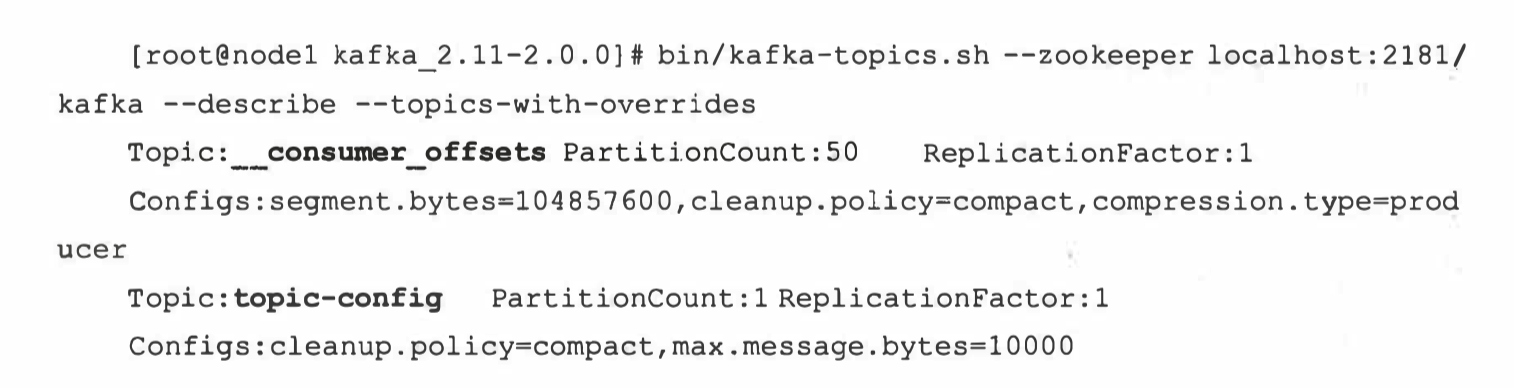 [root@node1 kafka_2.11-2.0.0]# bin/kafka-topics.sh --zookeeper localhost:2181/
kafka --describe --topics-with-overrides
Topic:__consumer_offsets PartitionCount:50 ReplicationFactor:1
Configs:segment.bytes=104857600,cleanup.policy=compact,compression.type=prod
ucer
Topic:topic-config PartitionCount:1 ReplicationFactor:1
Configs:cleanup.policy=compact,max.message.bytes=10000